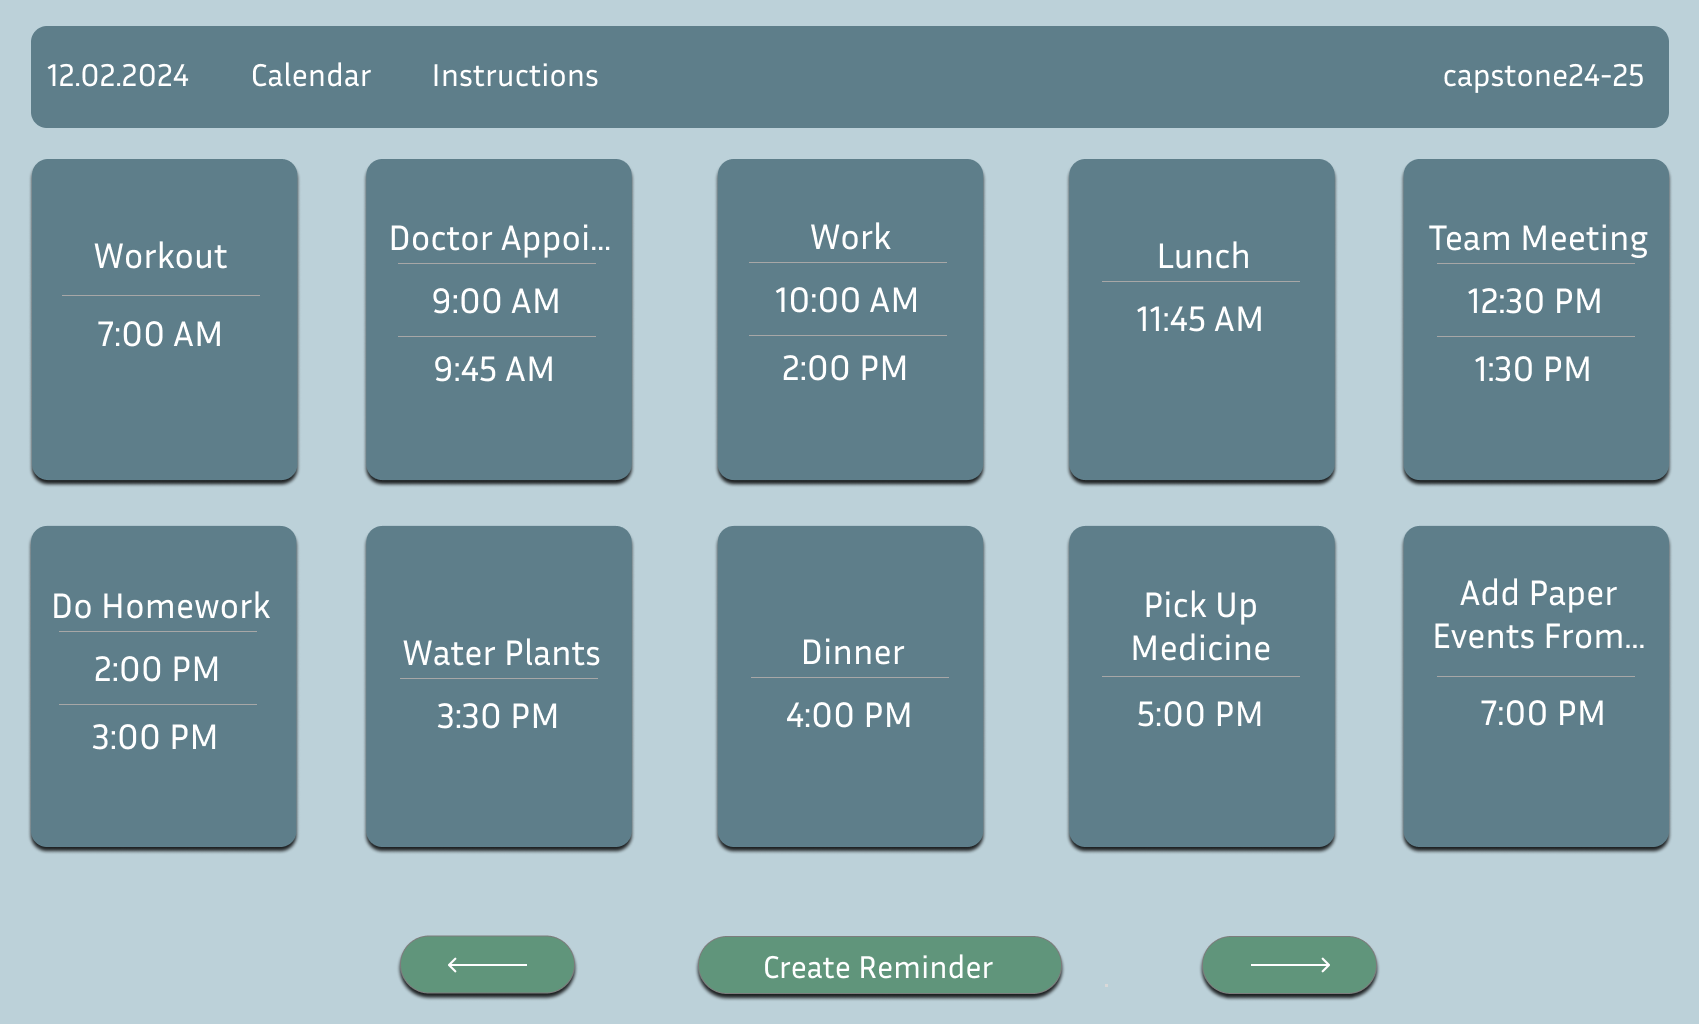 12.02.2024 Calendar Instructions capstone24-25
Workout
7:00 AM
Doctor Appoi...
9:00 AM
9:45 AM
Work
10:00 AM
2:00 PM
Lunch
11:45 AM
Team Meeting
12:30 PM
1:30 PM
Do Homework
2:00 PM
3:00 PM
Water Plants
3:30 PM
Dinner
4:00 PM
Pick Up
Medicine
5:00 PM
Add Paper
Events From...
7:00 PM
Create Reminder